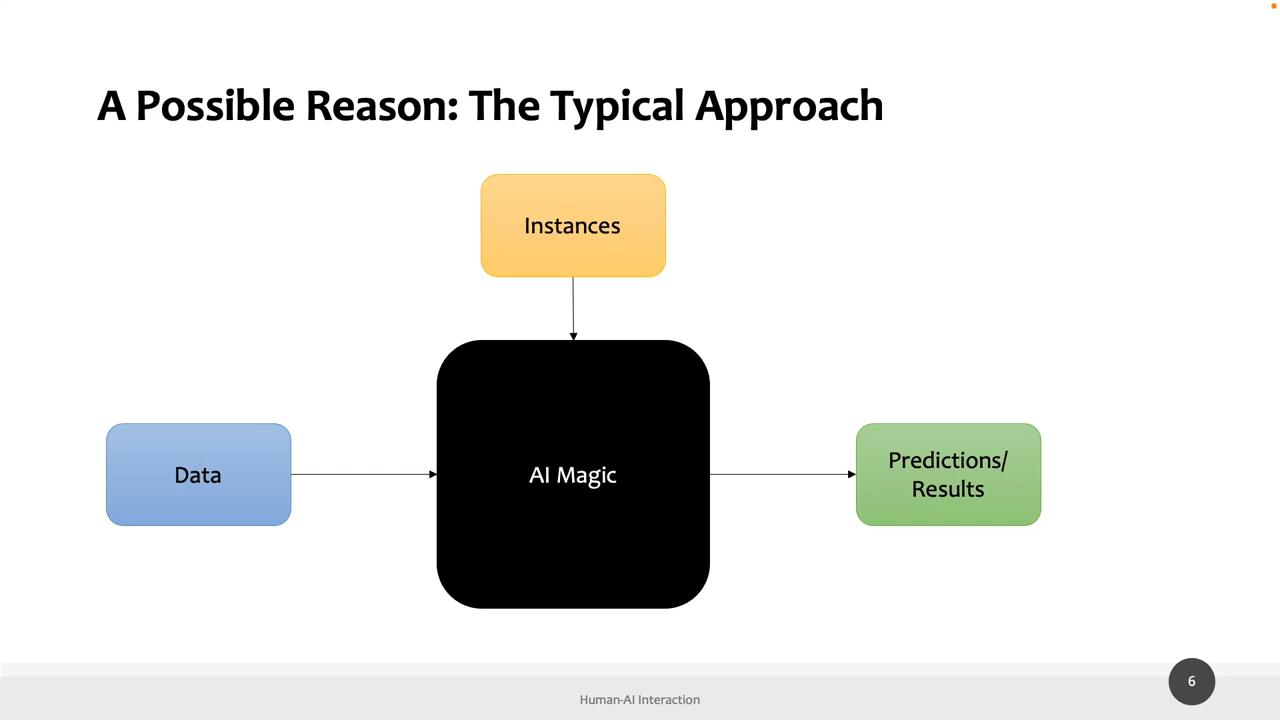 A Possible Reason: The Typical Approach
Instances
Data
AI Magic
Predictions/
Results
Human-AI Interaction
6